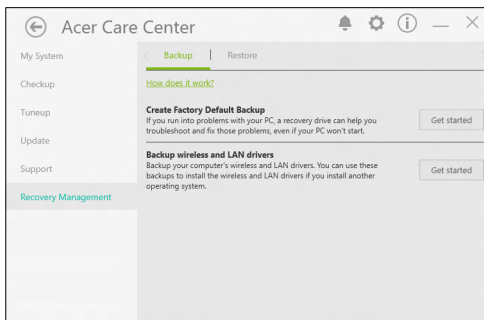 Acer Care Center
My System
Checkup
Tuneup
Update
Support
Recovery Management
Backup
Restore
How does it work?
Create Factory Default Backup
If you run into problems with your PC, a recovery drive can help you
troubleshoot and fix those problems, even if your PC won't start.
Get started
Backup wireless and LAN drivers
Backup your computer's wireless and LAN drivers. You can use these
backups to install the wireless and LAN drivers if you install another
operating system.
Get started